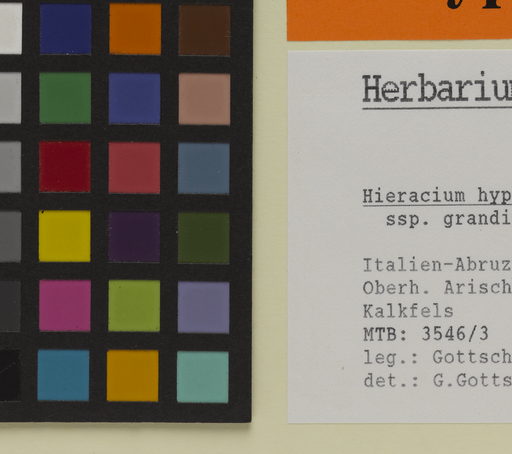 Herbariu
Hieracium hyp
ssp. grandi
Italien-Abruz
Oberh. Arisch
Kalkfels
MTB: 3546/3
leg.: Gottsch
det.: G.Gotts